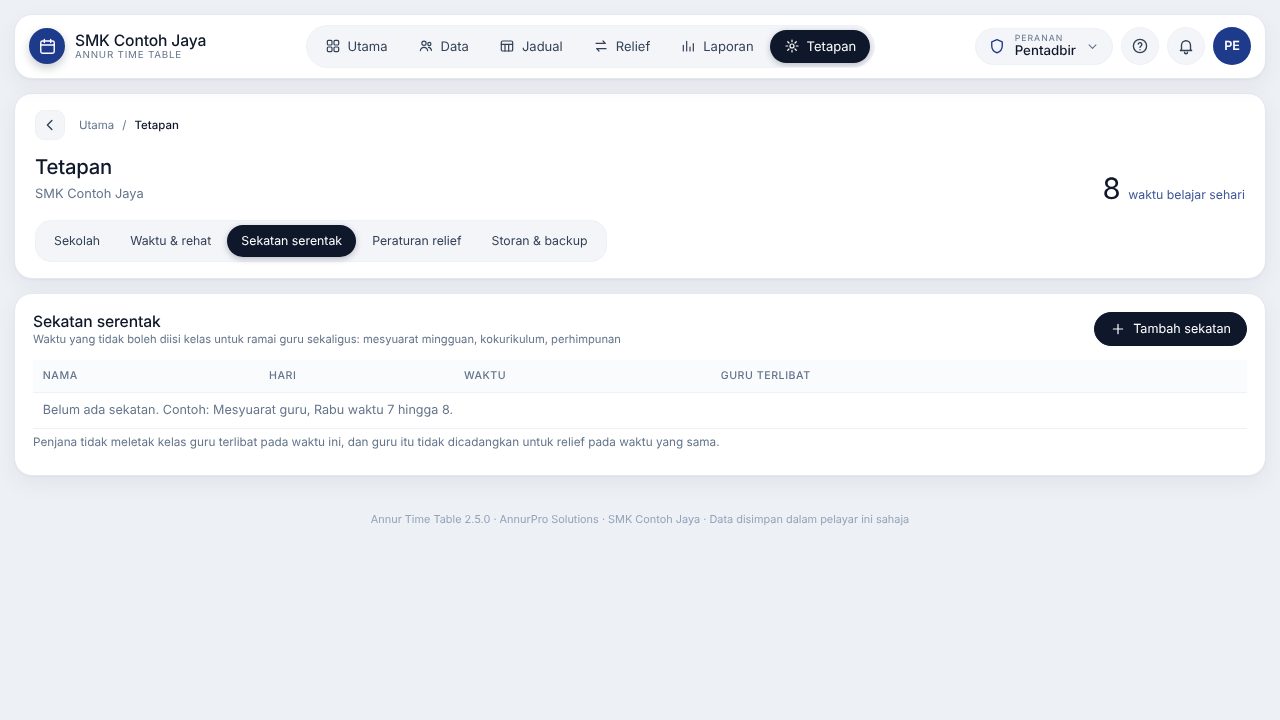 SMK Contoh Jaya
ANNUR TIME TABLE
Utama
Data
Jadual
Relief
Laporan
Tetapan
PERANAN
Pentadbir
PE
Utama / Tetapan
Tetapan
SMK Contoh Jaya
8 waktu belajar sehari
Sekolah
Waktu & rehat
Sekatan serentak
Peraturan relief
Storan & backup
Sekatan serentak
Waktu yang tidak boleh diisi kelas untuk ramai guru sekaligus: mesyuarat mingguan, kokurikulum, perhimpunan
Tambah sekatan
NAMA HARI WAKTU GURU TERLIBAT
Belum ada sekatan. Contoh: Mesyuarat guru, Rabu waktu 7 hingga 8.
Penjana tidak meletak kelas guru terlibat pada waktu ini, dan guru itu tidak dicadangkan untuk relief pada waktu yang sama.
Annur Time Table 2.5.0 · AnnurPro Solutions · SMK Contoh Jaya · Data disimpan dalam pelayar ini sahaja